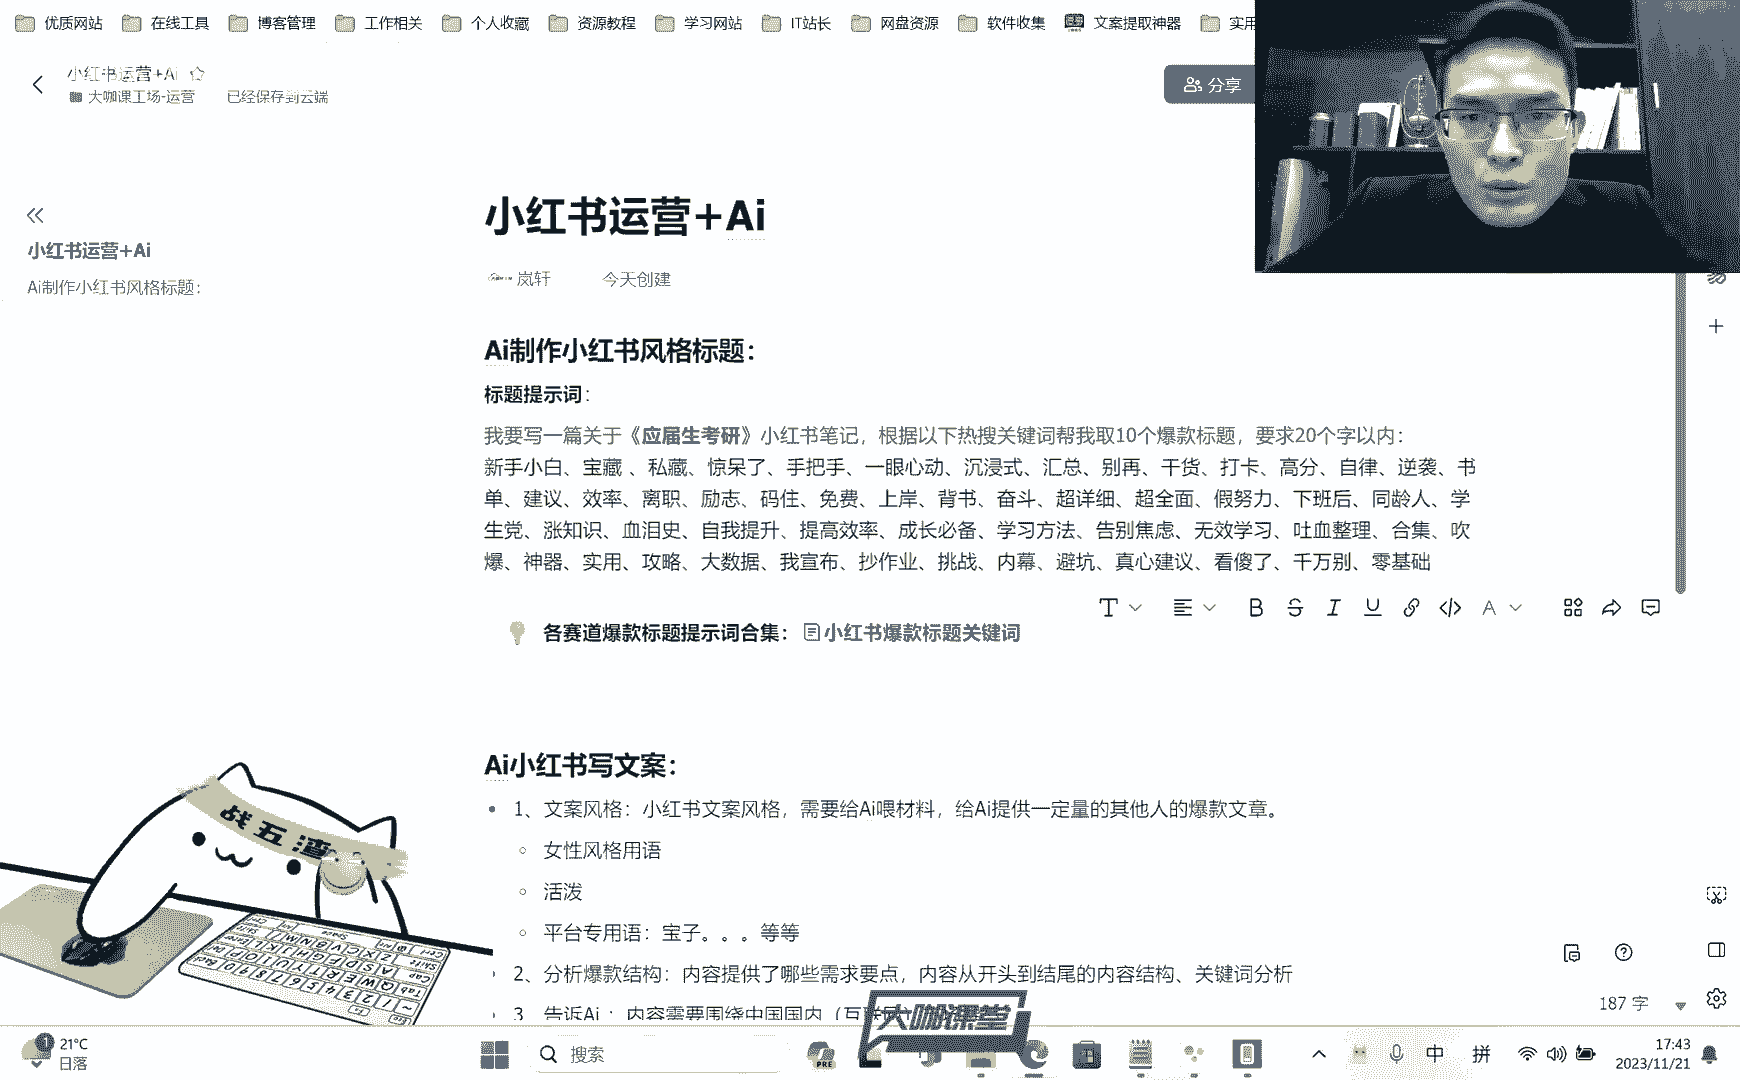 优质网站 在线工具 博客管理 工作相关 个人收藏 资源教程 学习网站 IT站长 网盘资源 软件收集 文案提取神器 实用
小红书运营+Ai
大咖课工场-运营 已经保存到云端
分享
小红书运营+Ai
Ai制作小红书风格标题：
小红书运营+Ai
岚轩 今天创建
Ai制作小红书风格标题：
标题提示词：
我要写一篇关于《应届生考研》小红书笔记，根据以下热搜关键词帮我取10个爆款标题，要求20个字以内：
新手小白、宝藏 、私藏、惊呆了、手把手、一眼心动、沉浸式、汇总、别再、干货、打卡、高分、自律、逆袭、书
单、建议、效率、离职、励志、码住、免费、上岸、背书、奋斗、超详细、超全面、假努力、下班后、同龄人、学
生党、涨知识、血泪史、自我提升、提高效率、成长必备、学习方法、告别焦虑、无效学习、吐血整理、合集、吹
爆、神器、实用、攻略、大数据、我宣布、抄作业、挑战、内幕、避坑、真心建议、看傻了、千万别、零基础
各赛道爆款标题提示词合集： 小红书爆款标题关键词
Ai小红书写文案：
1、文案风格：小红书文案风格，需要给Ai喂材料，给Ai提供一定量的其他人的爆款文章。
女性风格用语
活泼
平台专用语：宝子。。。等等
2、分析爆款结构：内容提供了哪些需求要点，内容从开头到结尾的内容结构、关键词分析
3、告诉Ai：内容需要围绕中国国内（互联网）
战五渣
大咖课堂
187 字
1
21°C
日落
搜索
PRE
中 拼
17:43
2023/11/21